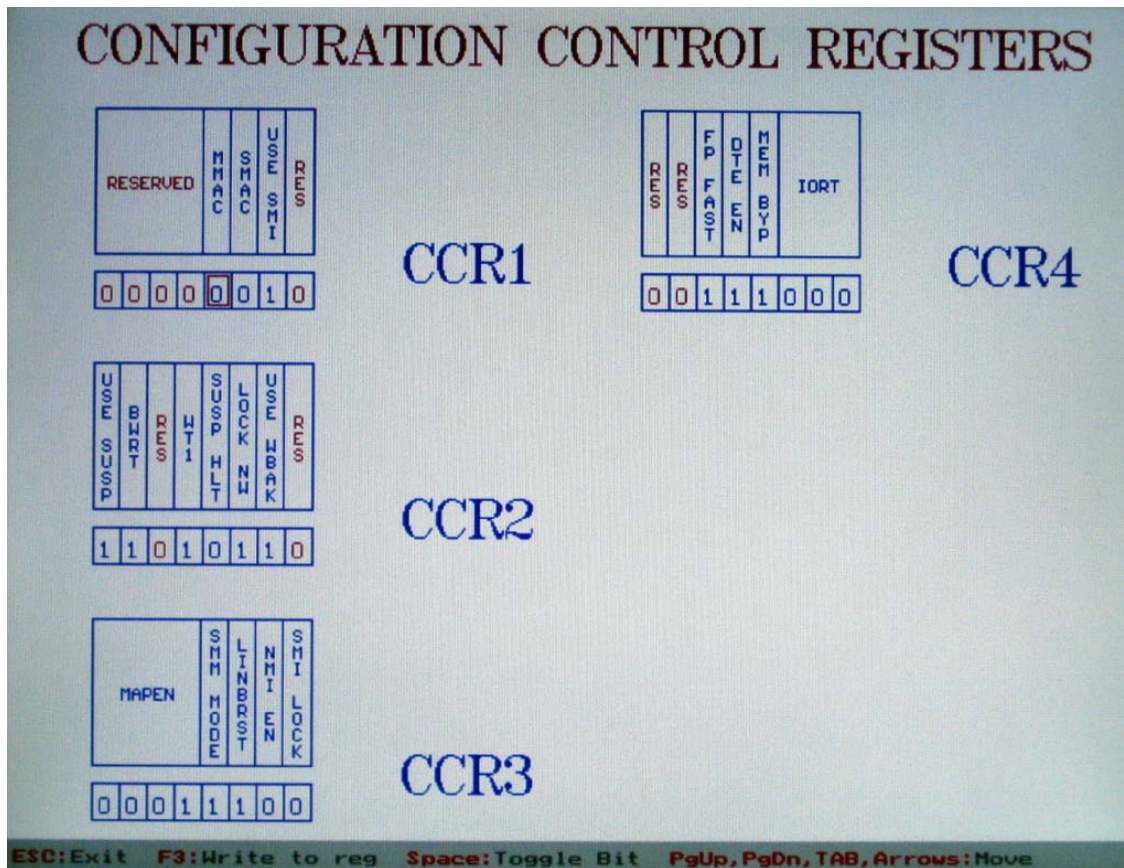 CONFIGURATION CONTROL REGISTERS
RESERVED MMAC SMAC USE SMI RES
CCR1
0 0 0 0 0 0 1 0
RES RES FP FAST DTE EN MEM BYP IORT
CCR4
0 0 1 1 1 0 0 0
USE SUSP BWRT RES WT1 SUSP HLT LOCK NW USE WBAK RES
CCR2
1 1 0 1 0 1 1 0
MAPEN SMM MODE LINBRST NMI EN SMI LOCK
CCR3
0 0 0 1 1 1 0 0
ESC:Exit F3:Write to reg Space:Toggle Bit PgUp,PgDn,TAB,Arrows:Move